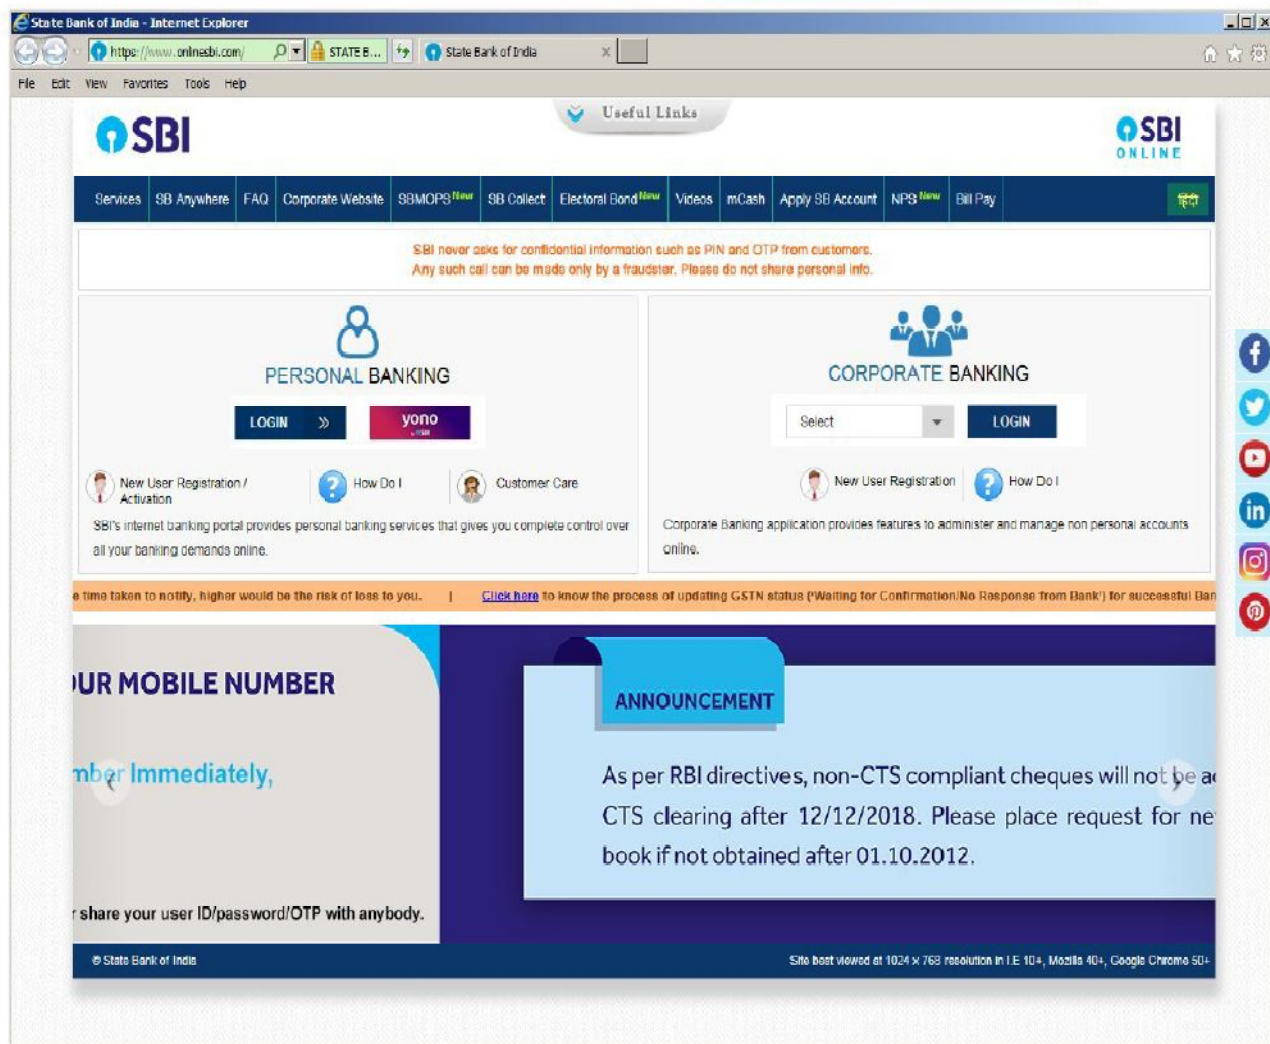 State Bank of India - Internet Explorer
https://www.onlinesbi.com/ STATE B... State Bank of India
File Edit View Favorites Tools Help
Useful Links
SBI
SBI
ONLINE
Services SB Anywhere FAQ Corporate Website SBMOPS New SB Collect Electoral Bond New Videos mCash Apply SB Account NPS New Bill Pay हिंदी
SBI never asks for confidential information such as PIN and OTP from customers.
Any such call can be made only by a fraudster. Please do not share personal info.
PERSONAL BANKING
LOGIN » yono
BY SBI
New User Registration /
Activation
How Do I
Customer Care
SBI's internet banking portal provides personal banking services that gives you complete control over
all your banking demands online.
CORPORATE BANKING
Select LOGIN
New User Registration
How Do I
Corporate Banking application provides features to administer and manage non personal accounts
online.
e time taken to notify, higher would be the risk of loss to you. | Click here to know the process of updating GSTN status ('Waiting for Confirmation/No Response from Bank') for successful Ban
OUR MOBILE NUMBER
mber Immediately,
r share your user ID/password/OTP with anybody.
ANNOUNCEMENT
As per RBI directives, non-CTS compliant cheques will not be ac
CTS clearing after 12/12/2018. Please place request for ne
book if not obtained after 01.10.2012.
© State Bank of India
Site best viewed at 1024 x 768 resolution in I.E 10+, Mozilla 40+, Google Chrome 50+